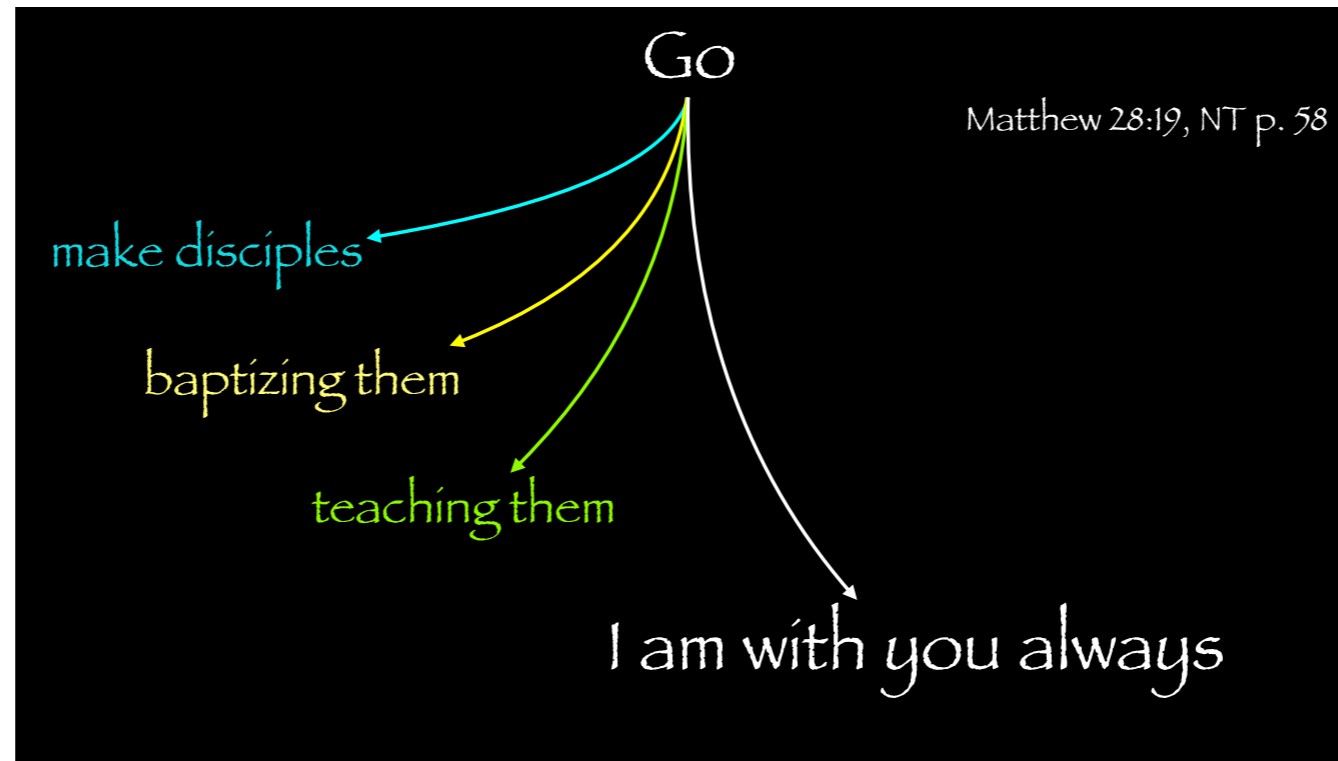 Go
Matthew 28:19, NT p. 58
make disciples
baptizing them
teaching them
I am with you always